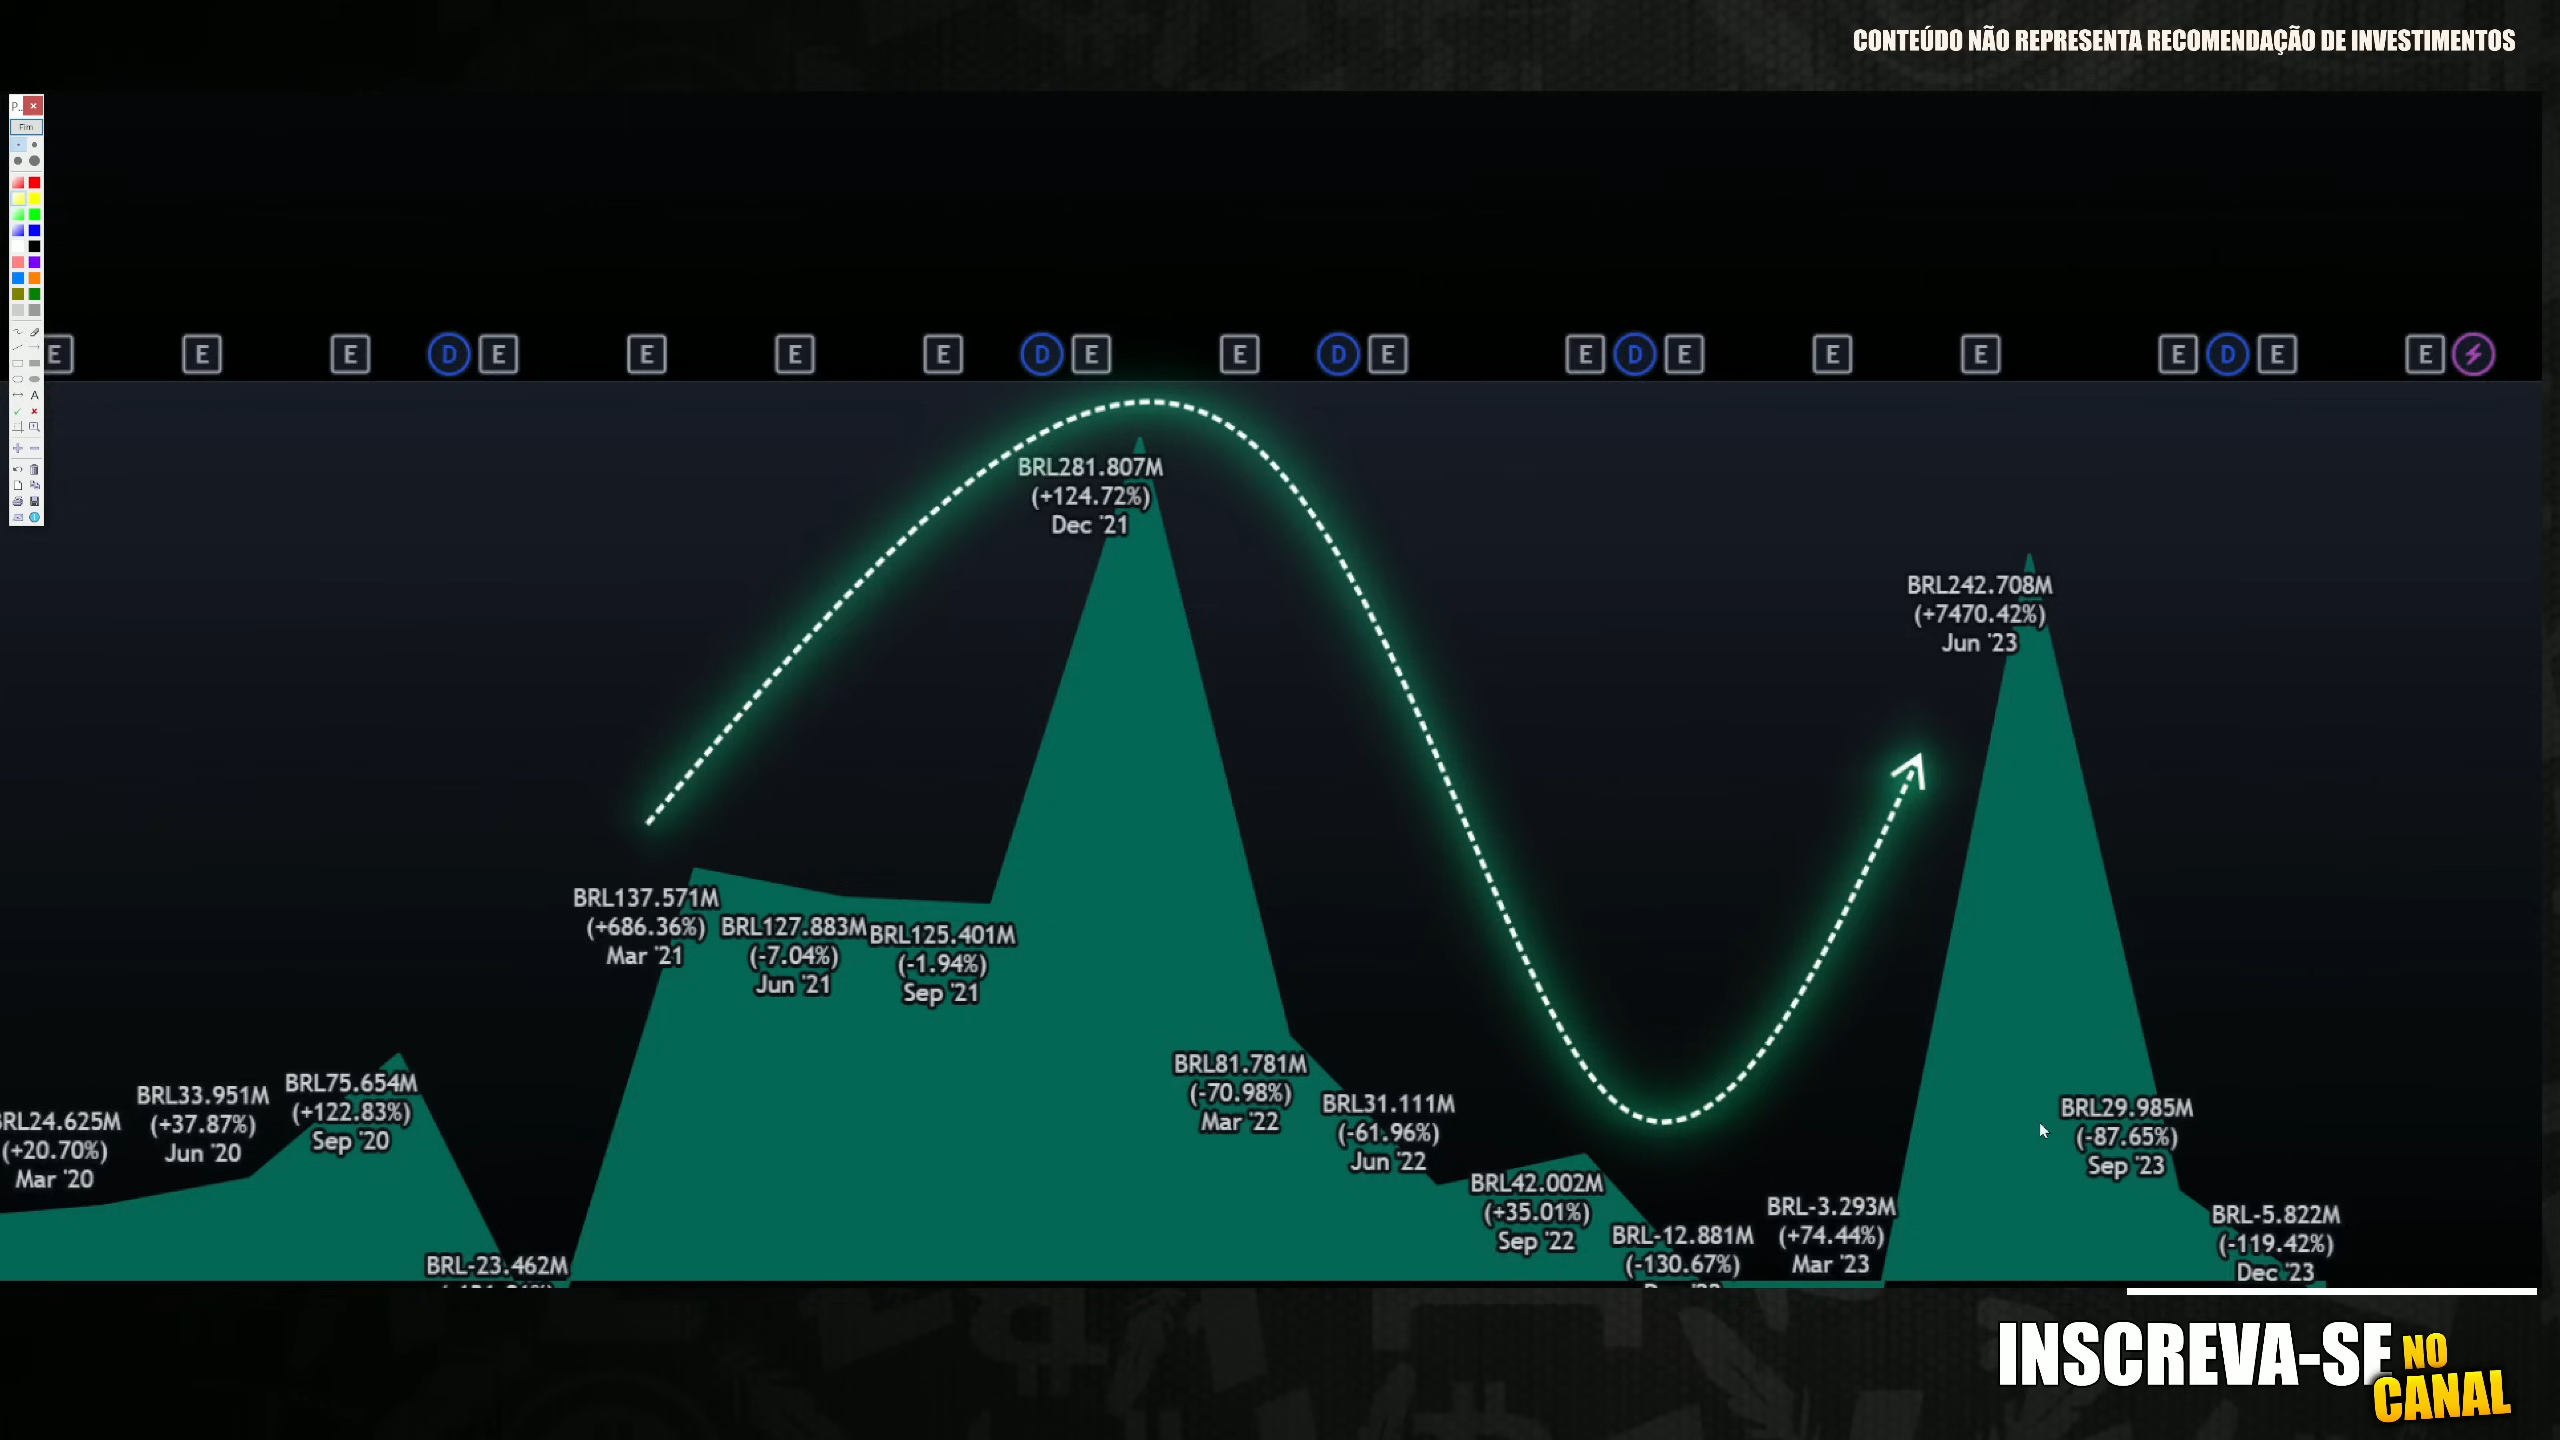 CONTEÚDO NÃO REPRESENTA RECOMENDAÇÃO DE INVESTIMENTOS
P..
Fim
A
E E E D E E E E D E E D E E D E E E E D E E
BRL281.807M
(+124.72%)
Dec '21
BRL242.708M
(+7470.42%)
Jun '23
BRL137.571M
(+686.36%)
Mar '21
BRL127.883M
(-7.04%)
Jun '21
BRL125.401M
(-1.94%)
Sep '21
BRL24.625M
(+20.70%)
Mar '20
BRL33.951M
(+37.87%)
Jun '20
BRL75.654M
(+122.83%)
Sep '20
BRL-23.462M
BRL81.781M
(-70.98%)
Mar '22
BRL31.111M
(-61.96%)
Jun '22
BRL42.002M
(+35.01%)
Sep '22
BRL-12.881M
(-130.67%)
BRL-3.293M
(+74.44%)
Mar '23
BRL29.985M
(-87.65%)
Sep '23
BRL-5.822M
(-119.42%)
Dec '23
INSCREVA-SE NO
CANAL